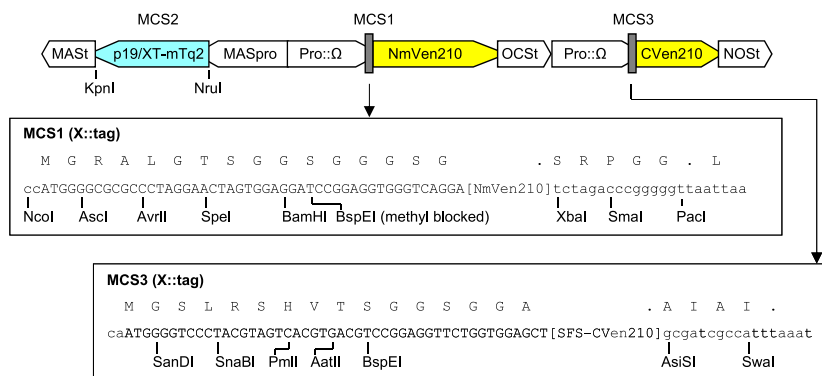 MCS2 MCS1 MCS3
MASt p19/XT-mTq2 MASpro Pro::Ω NmVen210 OCSt Pro::Ω CVen210 NOSt
KpnI NruI
MCS1 (X::tag)
M G R A L G T S G G S G G G S G . S R P G G . L
ccATGGGGCGCGCCCTAGGAACTAGTGGAGGATCCGGAGGTGGGTCAGGA[NmVen210]tctagacccgggggttaattaa
NcoI AscI AvrII SpeI BamHI BspEI (methyl blocked) XbaI SmaI PacI
MCS3 (X::tag)
M G S L R S H V T S G G S G G A . A I A I .
caATGGGGTCCCTACGTAGTCACGTGACGTCCGGAGGTTCTGGTGGAGCT[SFS-CVen210]gcgatcgccatttaaat
SanDI SnaBI PmlI AatII BspEI AsiSI SwaI